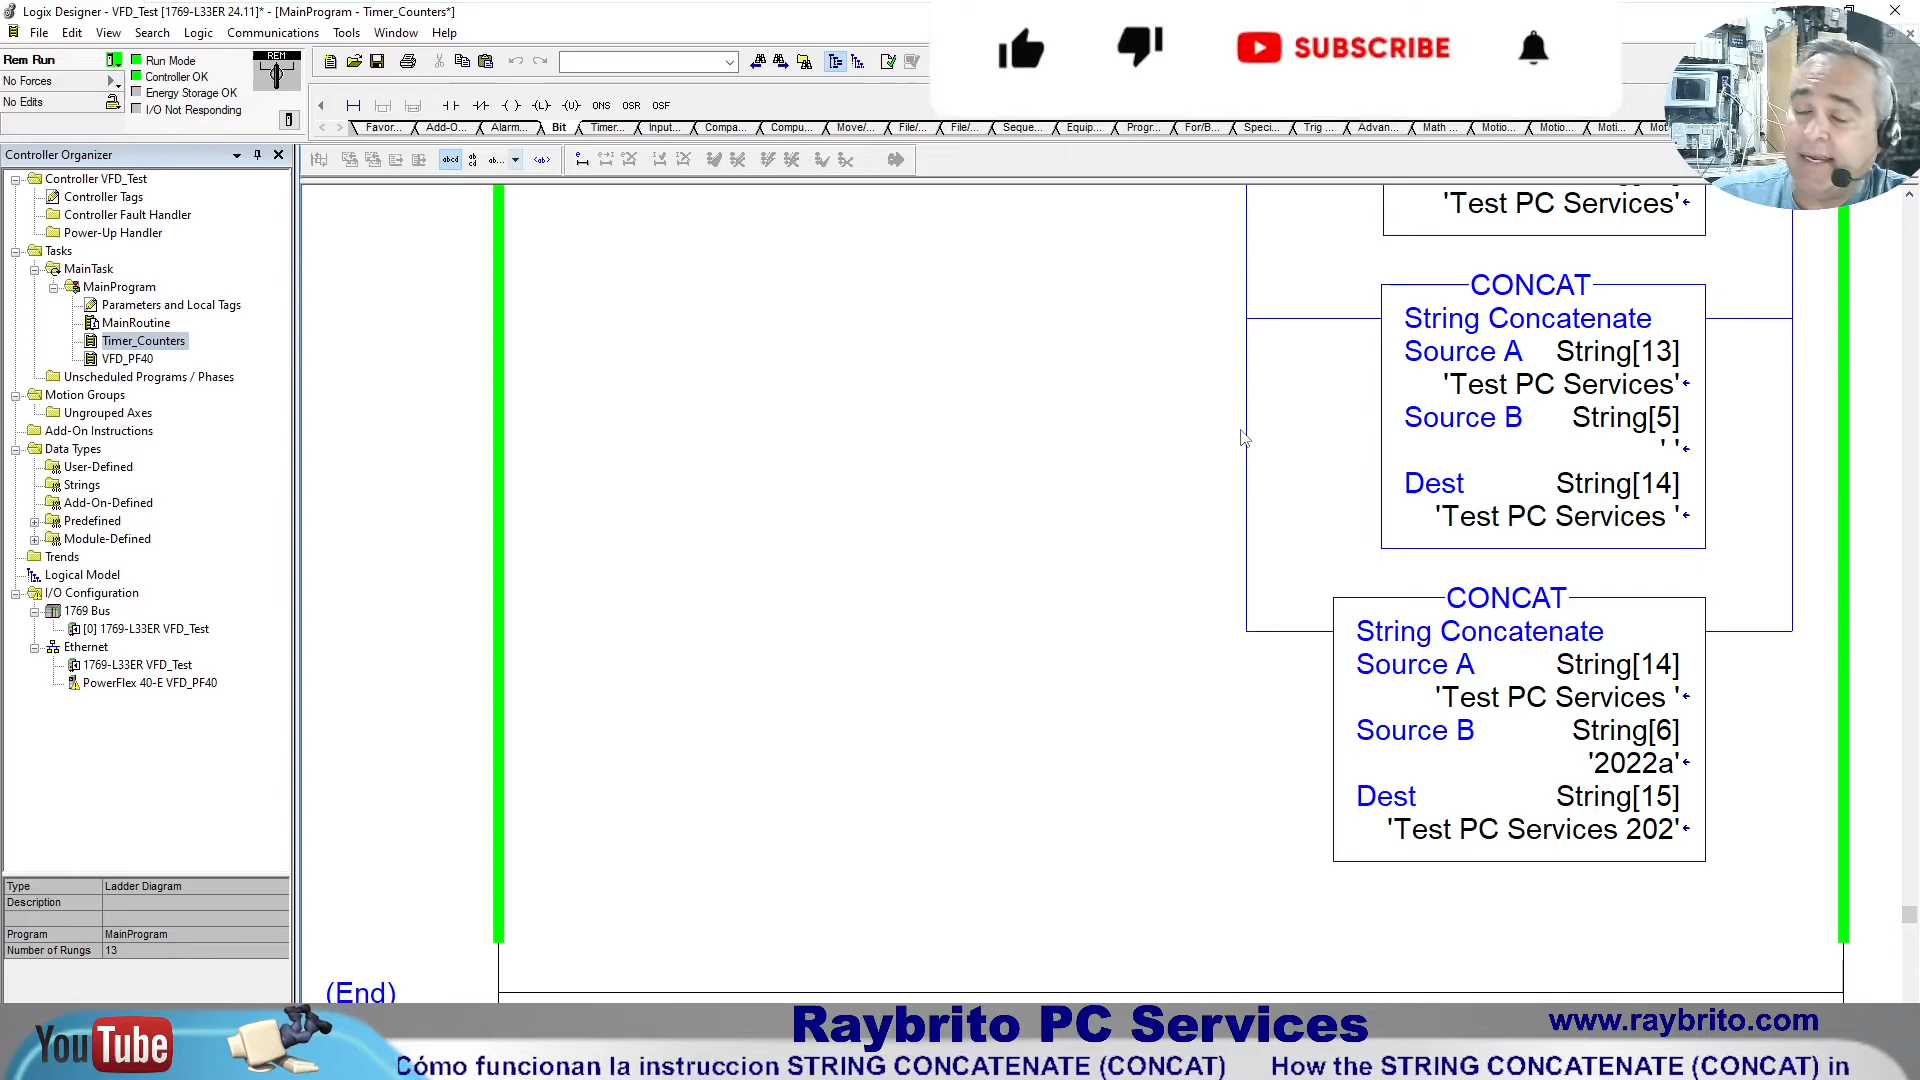 Logix Designer - VFD_Test [1769-L33ER 24.11]* - [MainProgram - Timer_Counters*]
File Edit View Search Logic Communications Tools Window Help
SUBSCRIBE
Rem Run
No Forces
No Edits
Run Mode
Controller OK
Energy Storage OK
I/O Not Responding
REM
(L) (U) ONS OSR OSF
Favor... Add-O... Alarm... Bit Timer... Input... Compa... Compu... Move/... File/... File/... Seque... Equip... Progr... For/B... Speci... Trig ... Advan... Math ... Motio... Motio... Moti...
abcd ab cd ab... <ab>
Controller Organizer
Controller VFD_Test
Controller Tags
Controller Fault Handler
Power-Up Handler
Tasks
MainTask
MainProgram
Parameters and Local Tags
MainRoutine
Timer_Counters
VFD_PF40
Unscheduled Programs / Phases
Motion Groups
Ungrouped Axes
Add-On Instructions
Data Types
User-Defined
Strings
Add-On-Defined
Predefined
Module-Defined
Trends
Logical Model
I/O Configuration
1769 Bus
[0] 1769-L33ER VFD_Test
Ethernet
1769-L33ER VFD_Test
PowerFlex 40-E VFD_PF40
Type Ladder Diagram
Description
Program MainProgram
Number of Rungs 13
'Test PC Services'
CONCAT
String Concatenate
Source A String[13]
'Test PC Services'
Source B String[5]
' '
Dest String[14]
'Test PC Services '
CONCAT
String Concatenate
Source A String[14]
'Test PC Services '
Source B String[6]
'2022a'
Dest String[15]
'Test PC Services 202'
(End)
YouTube
Raybrito PC Services
www.raybrito.com
Cómo funcionan la instruccion STRING CONCATENATE (CONCAT) How the STRING CONCATENATE (CONCAT) in